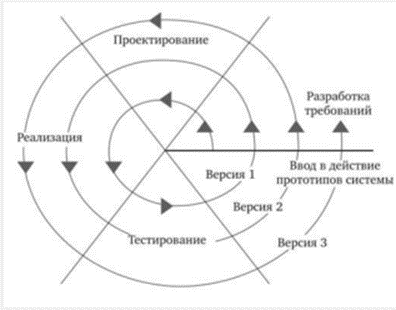 Проектирование
Разработка
требований
Реализация
Ввод в действие
прототипов системы
Версия 1
Версия 2
Тестирование
Версия 3